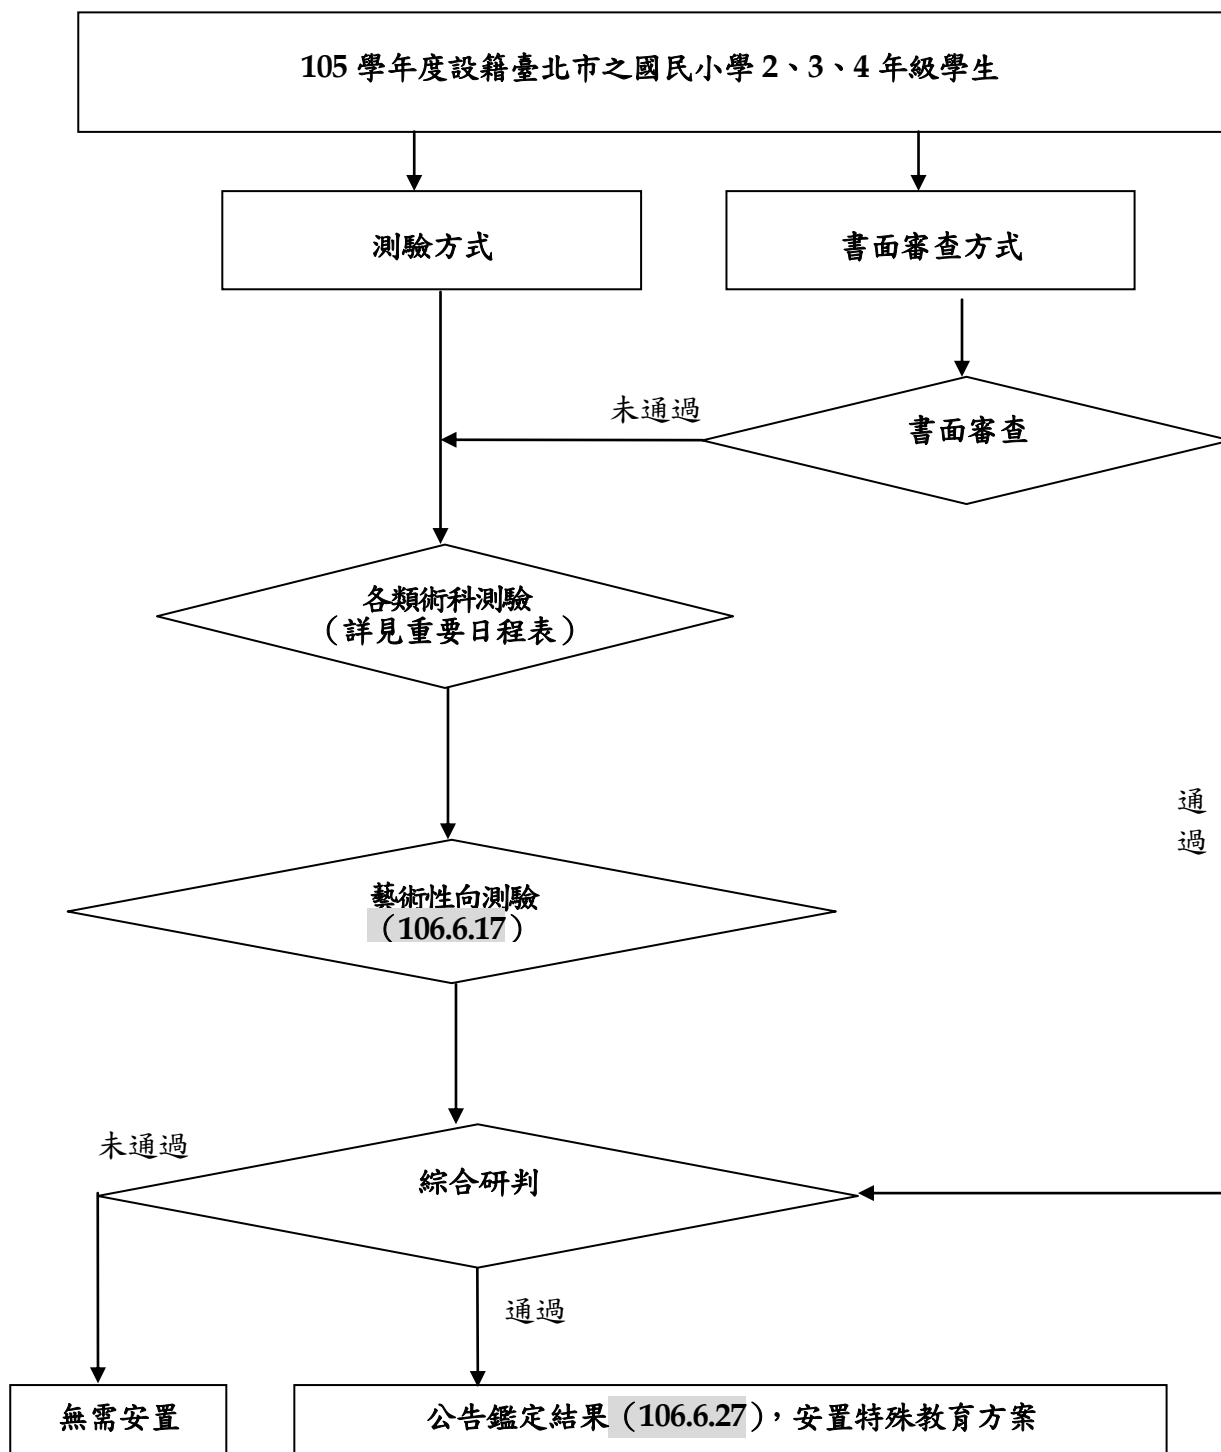 105 學年度設籍臺北市之國民小學 2、3、4 年級學生
測驗方式
書面審查方式
未通過
書面審查
各類術科測驗
（詳見重要日程表）
通
過
藝術性向測驗
（106.6.17）
未通過
綜合研判
通過
無需安置
公告鑑定結果（106.6.27），安置特殊教育方案